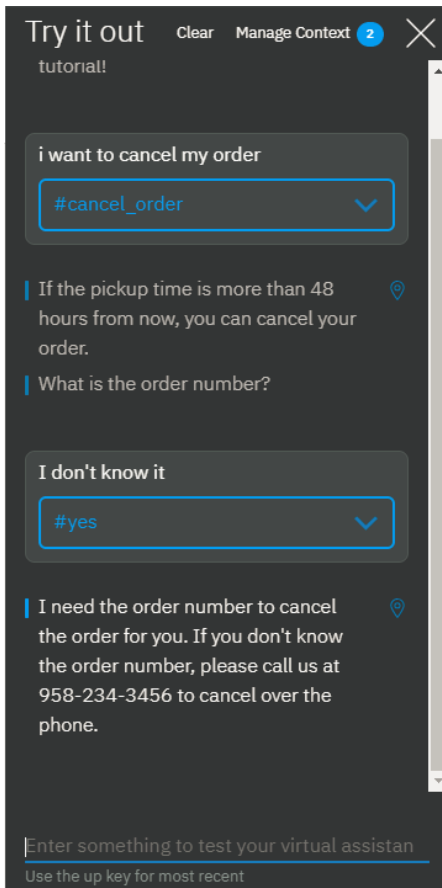 Try it out Clear Manage Context 2
tutorial!
i want to cancel my order
#cancel_order
If the pickup time is more than 48
hours from now, you can cancel your
order.
What is the order number?
I don't know it
#yes
I need the order number to cancel
the order for you. If you don't know
the order number, please call us at
958-234-3456 to cancel over the
phone.
Enter something to test your virtual assistan
Use the up key for most recent